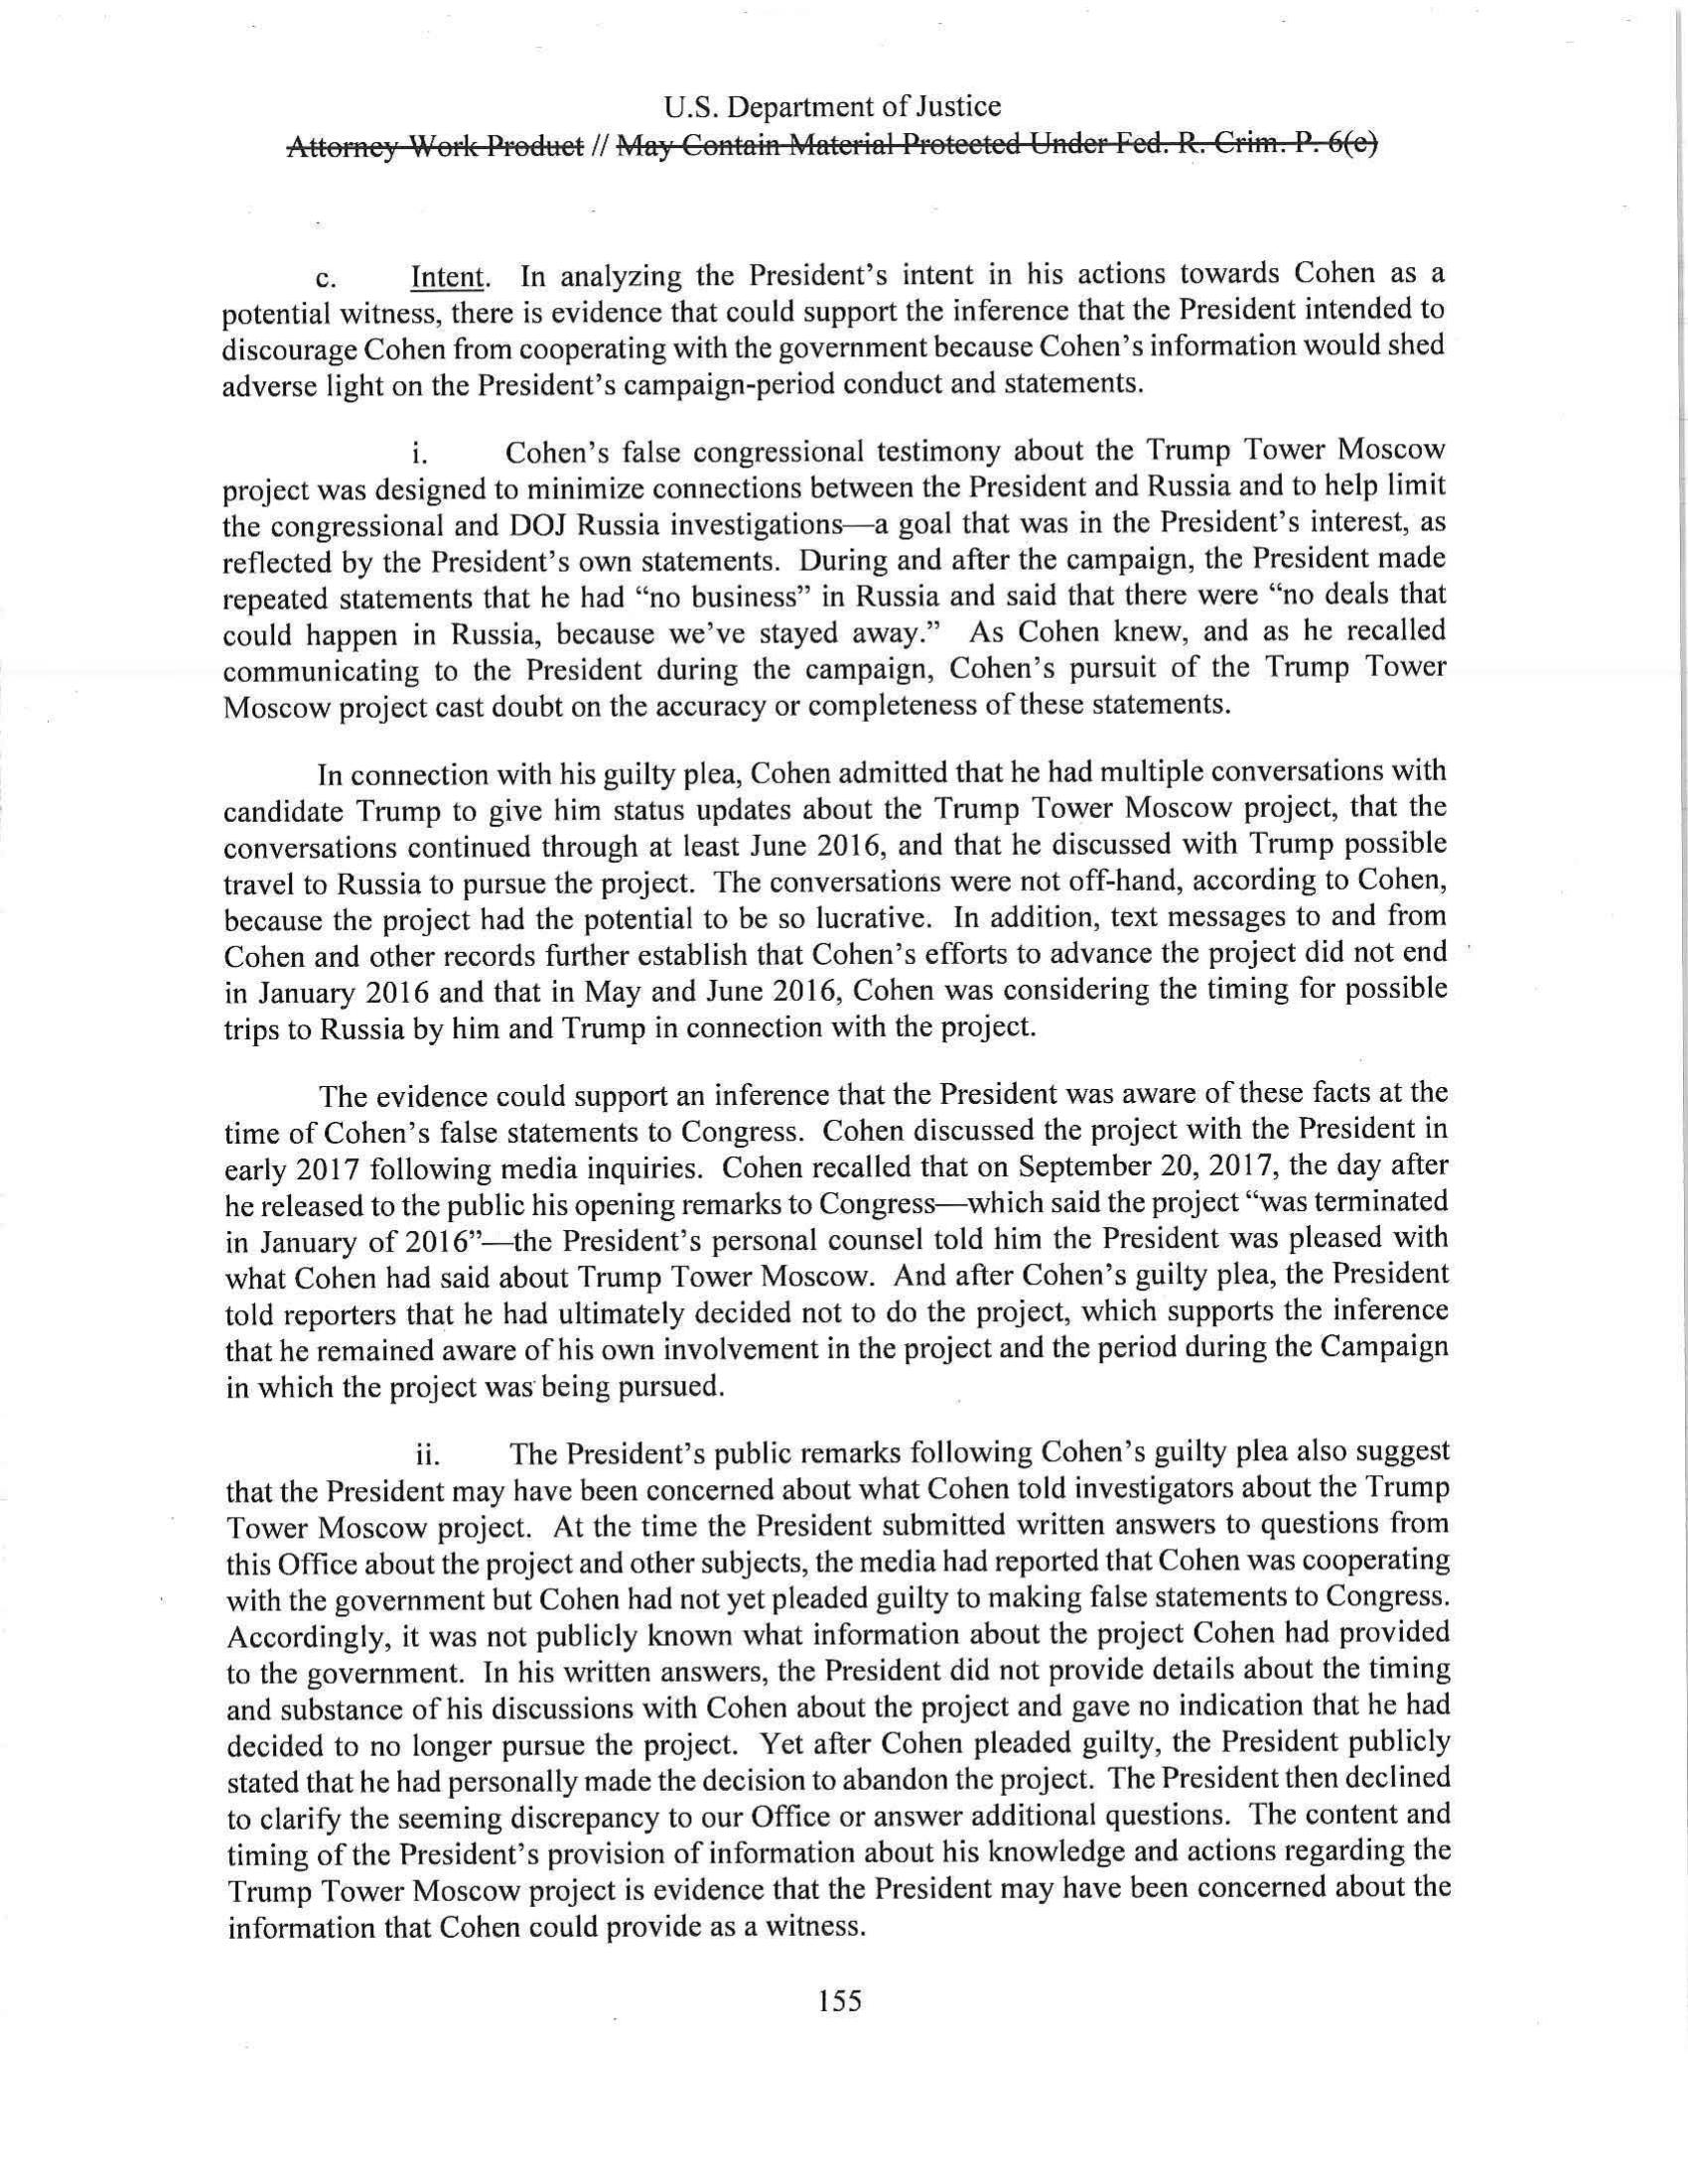 U.S. Department of Justice
Attorney Work Product // May Contain Material Protected Under Fed. R. Crim. P. 6(e)
c. Intent. In analyzing the President's intent in his actions towards Cohen as a
potential witness, there is evidence that could support the inference that the President intended to
discourage Cohen from cooperating with the government because Cohen's information would shed
adverse light on the President's campaign-period conduct and statements.
i. Cohen's false congressional testimony about the Trump Tower Moscow
project was designed to minimize connections between the President and Russia and to help limit
the congressional and DOJ Russia investigations—a goal that was in the President's interest, as
reflected by the President's own statements. During and after the campaign, the President made
repeated statements that he had “no business” in Russia and said that there were “no deals that
could happen in Russia, because we've stayed away.” As Cohen knew, and as he recalled
communicating to the President during the campaign, Cohen's pursuit of the Trump Tower
Moscow project cast doubt on the accuracy or completeness of these statements.
In connection with his guilty plea, Cohen admitted that he had multiple conversations with
candidate Trump to give him status updates about the Trump Tower Moscow project, that the
conversations continued through at least June 2016, and that he discussed with Trump possible
travel to Russia to pursue the project. The conversations were not off-hand, according to Cohen,
because the project had the potential to be so lucrative. In addition, text messages to and from
Cohen and other records further establish that Cohen's efforts to advance the project did not end
in January 2016 and that in May and June 2016, Cohen was considering the timing for possible
trips to Russia by him and Trump in connection with the project.
The evidence could support an inference that the President was aware of these facts at the
time of Cohen's false statements to Congress. Cohen discussed the project with the President in
early 2017 following media inquiries. Cohen recalled that on September 20, 2017, the day after
he released to the public his opening remarks to Congress—which said the project “was terminated
in January of 2016”—the President's personal counsel told him the President was pleased with
what Cohen had said about Trump Tower Moscow. And after Cohen's guilty plea, the President
told reporters that he had ultimately decided not to do the project, which supports the inference
that he remained aware of his own involvement in the project and the period during the Campaign
in which the project was being pursued.
ii. The President's public remarks following Cohen's guilty plea also suggest
that the President may have been concerned about what Cohen told investigators about the Trump
Tower Moscow project. At the time the President submitted written answers to questions from
this Office about the project and other subjects, the media had reported that Cohen was cooperating
with the government but Cohen had not yet pleaded guilty to making false statements to Congress.
Accordingly, it was not publicly known what information about the project Cohen had provided
to the government. In his written answers, the President did not provide details about the timing
and substance of his discussions with Cohen about the project and gave no indication that he had
decided to no longer pursue the project. Yet after Cohen pleaded guilty, the President publicly
stated that he had personally made the decision to abandon the project. The President then declined
to clarify the seeming discrepancy to our Office or answer additional questions. The content and
timing of the President's provision of information about his knowledge and actions regarding the
Trump Tower Moscow project is evidence that the President may have been concerned about the
information that Cohen could provide as a witness.
155